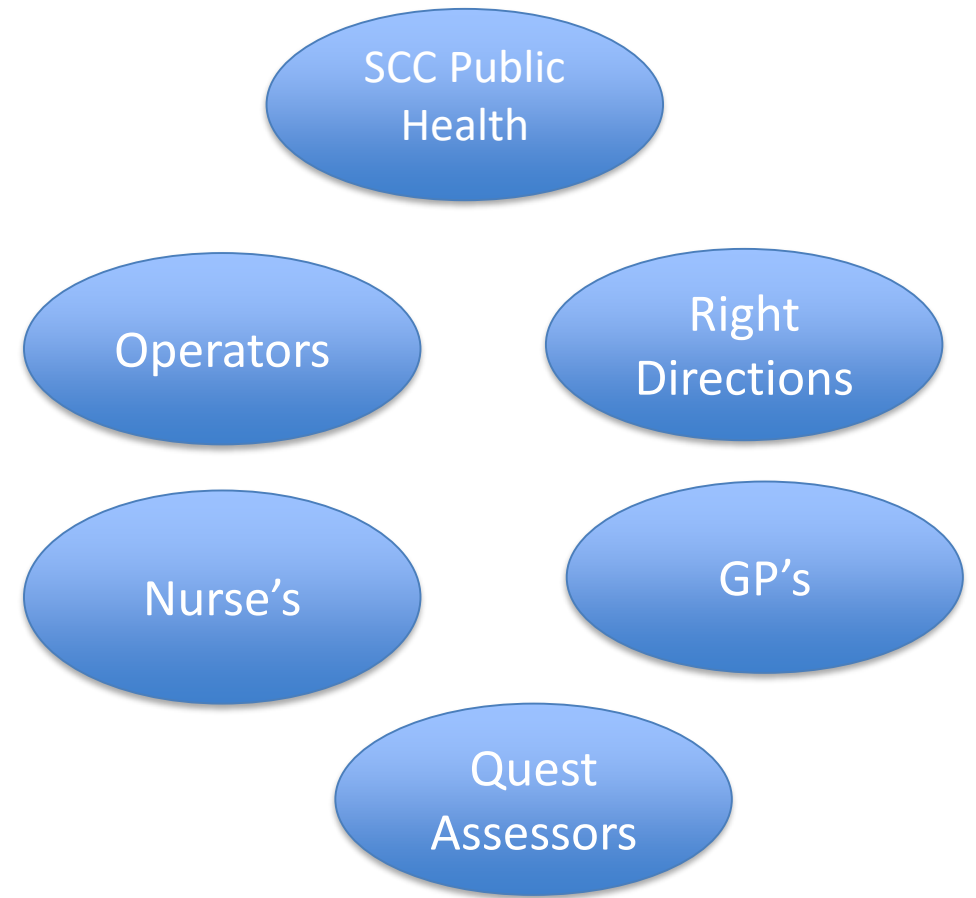 SCC Public
Health
Operators
Right
Directions
Nurse’s
GP’s
Quest
Assessors